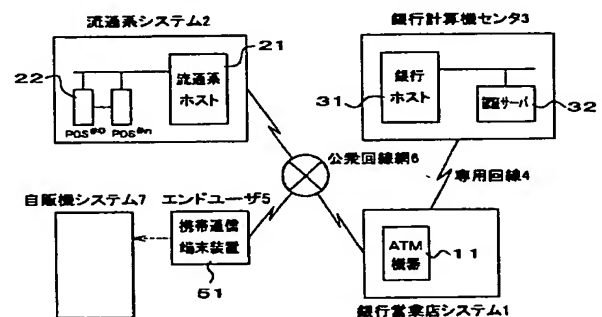 流通系システム2
21
22
流通系
ホスト
POS#0
POS#n
銀行計算機センタ3
31
銀行
ホスト
認証サーバ
32
公衆回線網6
専用回線4
自販機システム7
エンドユーザ5
携帯通信
端末装置
51
ATM
機器
11
銀行営業店システム1